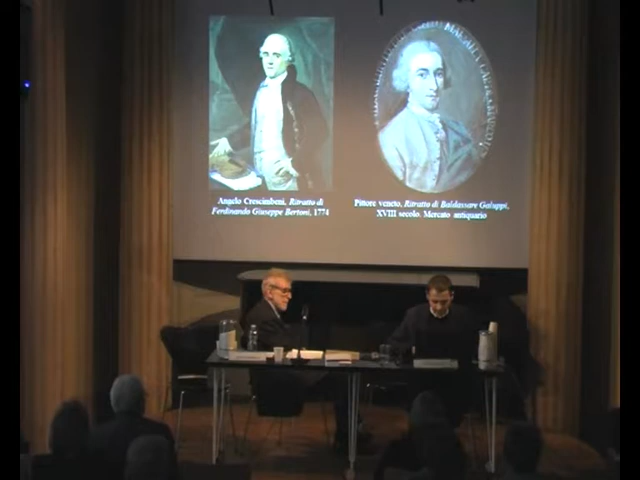 Angelo Crescimbeni, Ritratto di
Ferdinando Giuseppe Bertoni, 1774
Pittore veneto, Ritratto di Baldassare Galuppi,
XVIII secolo. Mercato antiquario